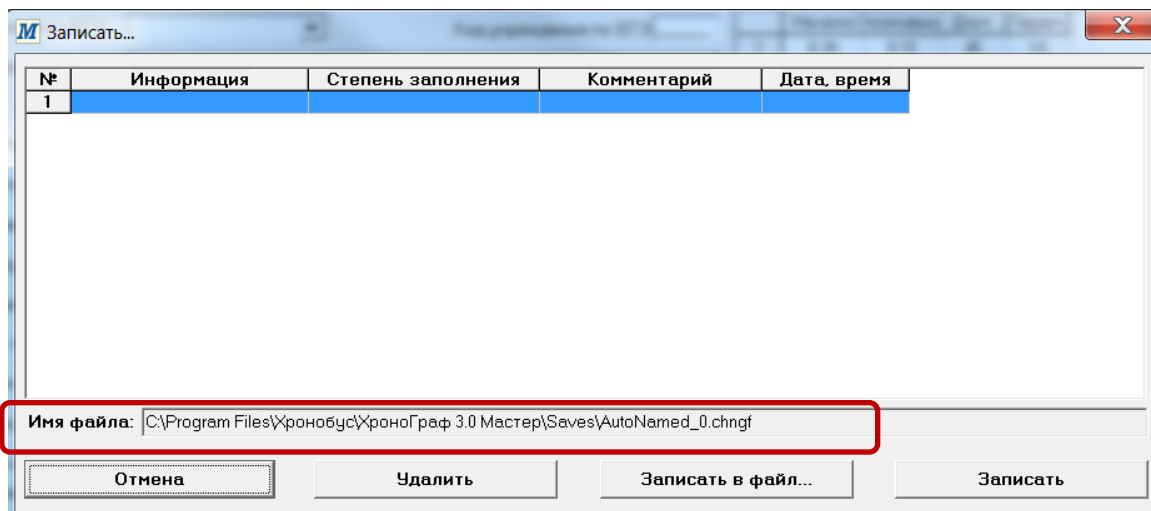 M Записать...
№ Информация Степень заполнения Комментарий Дата, время
1
Имя файла: C:\Program Files\Хронобус\ХроноГраф 3.0 Мастер\Saves\AutoNamed_0.chngf
Отмена Удалить Записать в файл... Записать